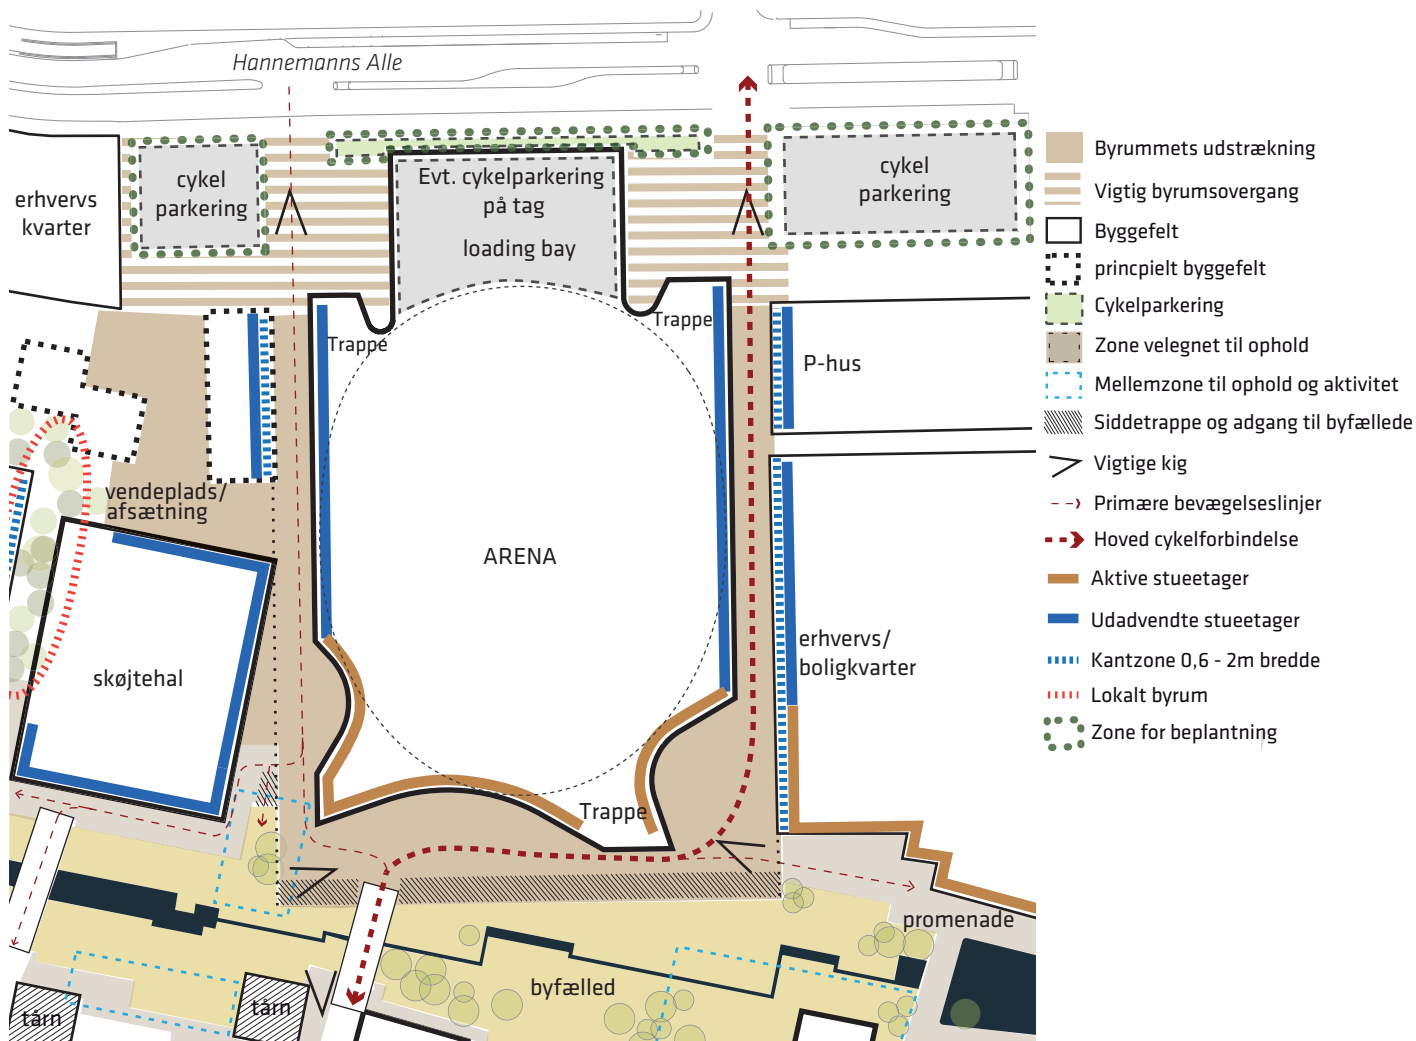 Hannemanns Alle
erhvervs
kvarter
cykel
parkering
Evt. cykelparkering
på tag
loading bay
cykel
parkering
Trappe
Trappe
P-hus
vendeplads/
afsætning
ARENA
skøjtehal
erhvervs/
boligkvarter
Trappe
promenade
byfælled
tårn
tårn
Byrummets udstrækning
Vigtig byrumsovergang
Byggefelt
princpielt byggefelt
Cykelparkering
Zone velegnet til ophold
Mellemzone til ophold og aktivitet
Siddetrappe og adgang til byfællede
Vigtige kig
Primære bevægelseslinjer
Hoved cykelforbindelse
Aktive stueetager
Udadvendte stueetager
Kantzone 0,6 - 2m bredde
Lokalt byrum
Zone for beplantning